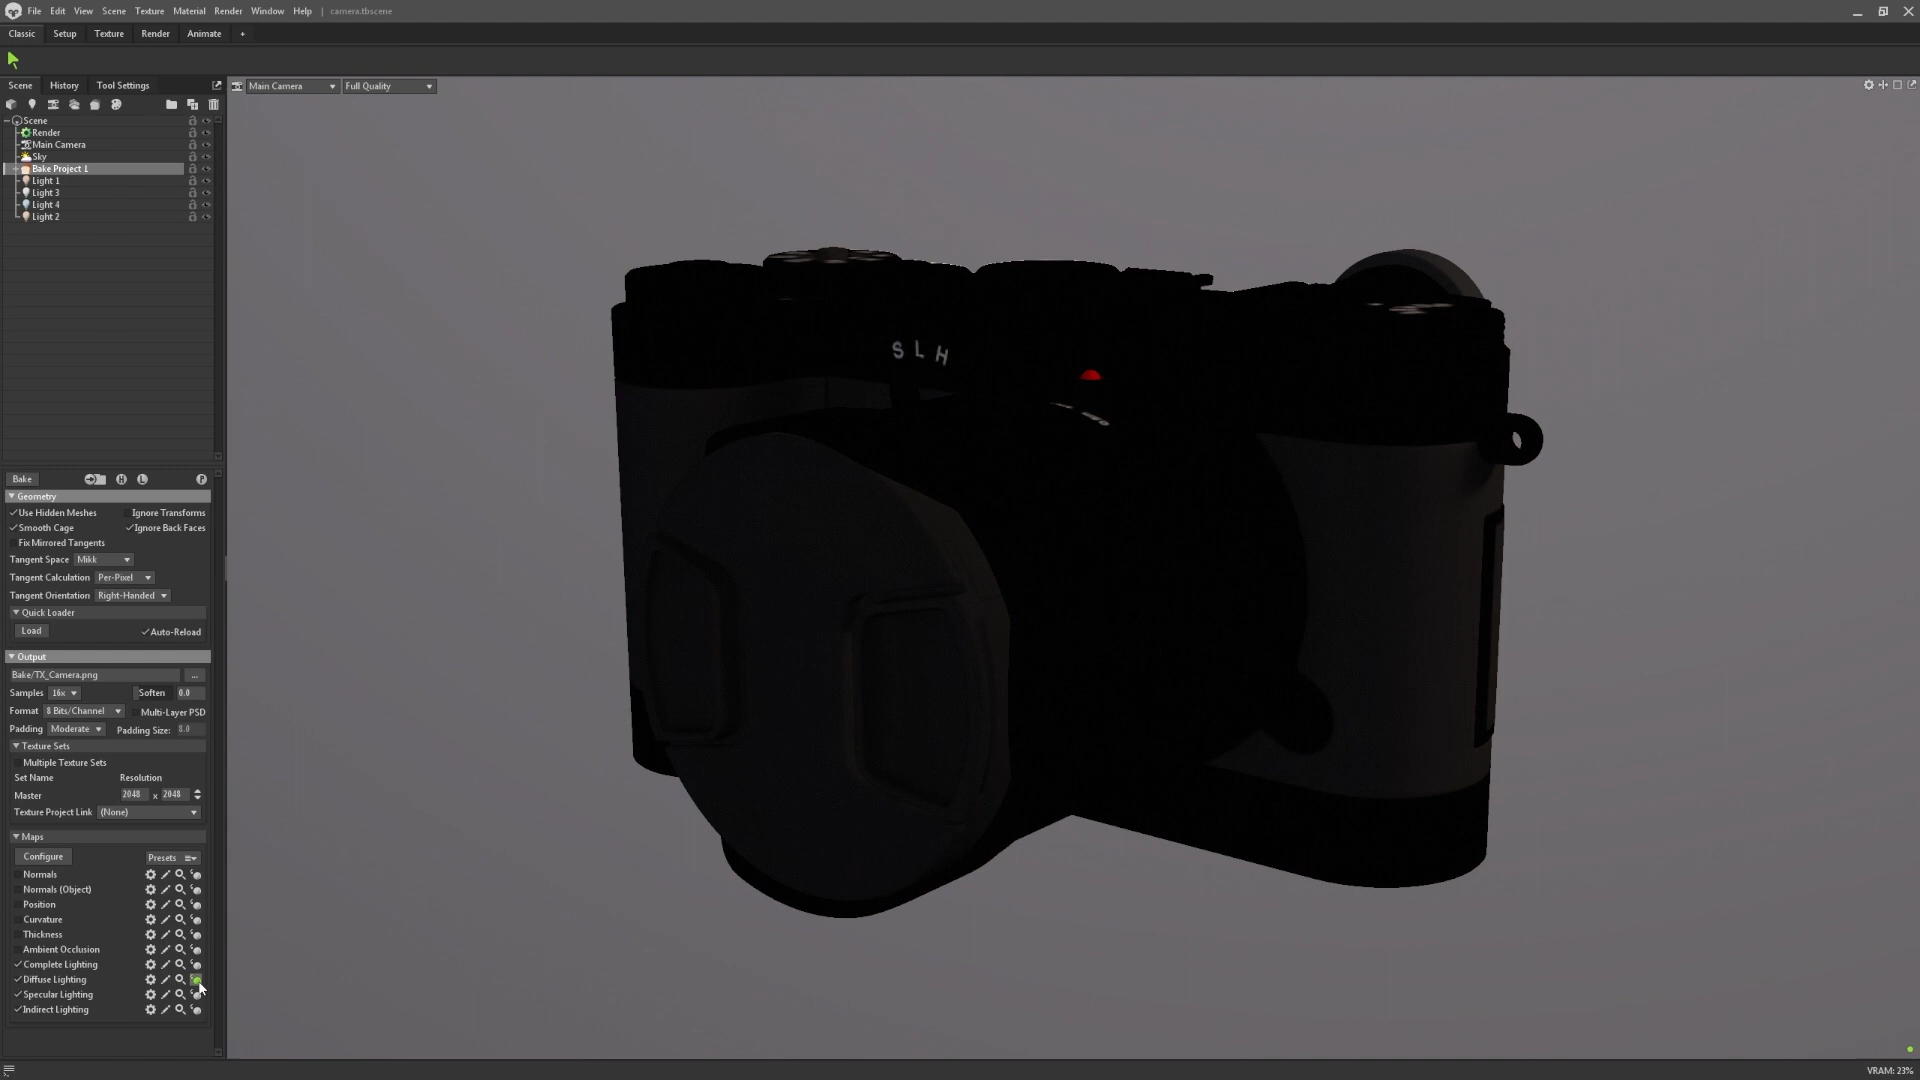 File Edit View Scene Texture Material Render Window Help | camera.tbscene
Classic Setup Texture Render Animate +
Scene History Tool Settings
Main Camera Full Quality
Scene
Render
Main Camera
Sky
Bake Project 1
Light 1
Light 3
Light 4
Light 2
S L H
Bake H L P
Geometry
Use Hidden Meshes Ignore Transforms
Smooth Cage Ignore Back Faces
Fix Mirrored Tangents
Tangent Space Mikk
Tangent Calculation Per-Pixel
Tangent Orientation Right-Handed
Quick Loader
Load Auto-Reload
Output
Bake/TX_Camera.png ...
Samples 16x Soften 0.0
Format 8 Bits/Channel Multi-Layer PSD
Padding Moderate Padding Size: 8.0
Texture Sets
Multiple Texture Sets
Set Name Resolution
Master 2048 x 2048
Texture Project Link (None)
Maps
Configure Presets
Normals
Normals (Object)
Position
Curvature
Thickness
Ambient Occlusion
Complete Lighting
Diffuse Lighting
Specular Lighting
Indirect Lighting
VRAM: 23%